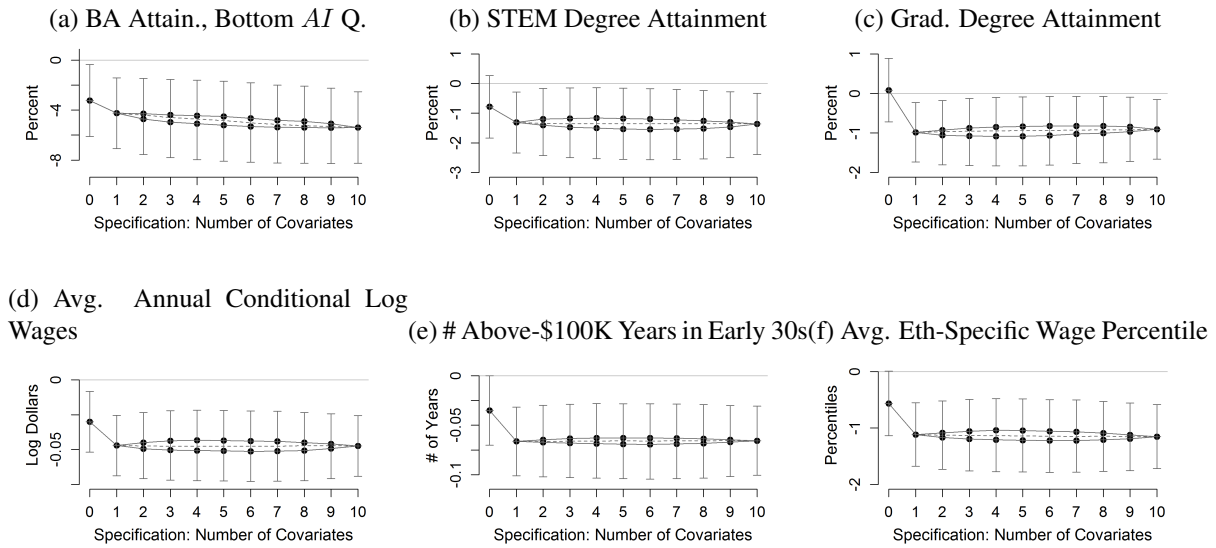 (a) BA Attain., Bottom AI Q.
0
-4
-8
Percent
0 1 2 3 4 5 6 7 8 9 10
Specification: Number of Covariates
(b) STEM Degree Attainment
1
0
-1
-2
-3
Percent
0 1 2 3 4 5 6 7 8 9 10
Specification: Number of Covariates
(c) Grad. Degree Attainment
1
0
-1
-2
Percent
0 1 2 3 4 5 6 7 8 9 10
Specification: Number of Covariates
(d) Avg. Annual Conditional Log
Wages
0
-0.05
Log Dollars
0 1 2 3 4 5 6 7 8 9 10
Specification: Number of Covariates
(e) # Above-$100K Years in Early 30s
0
-0.05
-0.1
# of Years
0 1 2 3 4 5 6 7 8 9 10
Specification: Number of Covariates
(f) Avg. Eth-Specific Wage Percentile
0
-1
-2
Percentiles
0 1 2 3 4 5 6 7 8 9 10
Specification: Number of Covariates